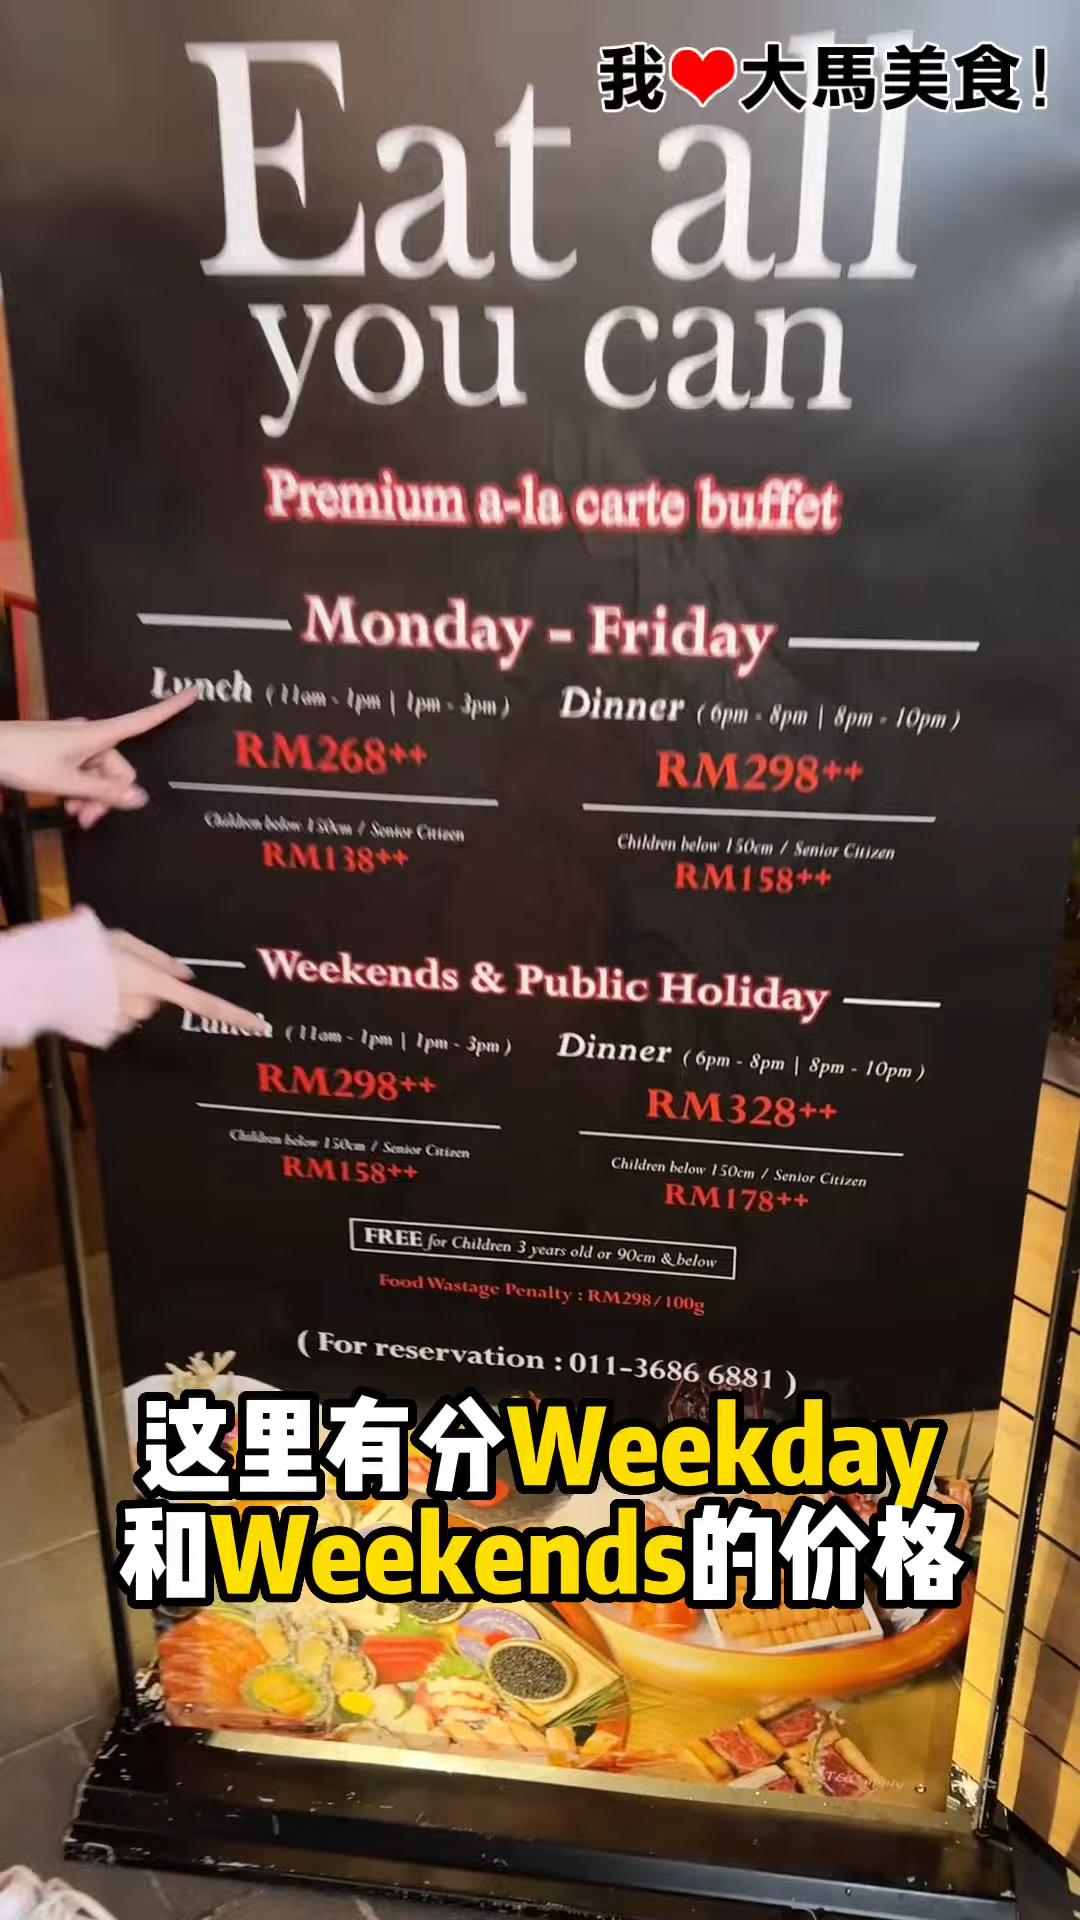 我❤大馬美食！
Eat all
you can
Premium a-la carte buffet
Monday - Friday
Lunch (11am - 1pm | 1pm - 3pm)
RM268++
Children below 150cm / Senior Citizen
RM138++
Dinner (6pm - 8pm | 8pm - 10pm)
RM298++
Children below 150cm / Senior Citizen
RM158++
Weekends & Public Holiday
Lunch (11am - 1pm | 1pm - 3pm)
RM298++
Children below 150cm / Senior Citizen
RM158++
Dinner (6pm - 8pm | 8pm - 10pm)
RM328++
Children below 150cm / Senior Citizen
RM178++
FREE for Children 3 years old or 90cm & below
Food Wastage Penalty : RM298/100g
( For reservation : 011-3686 6881 )
这里有分Weekday
和Weekends的价格